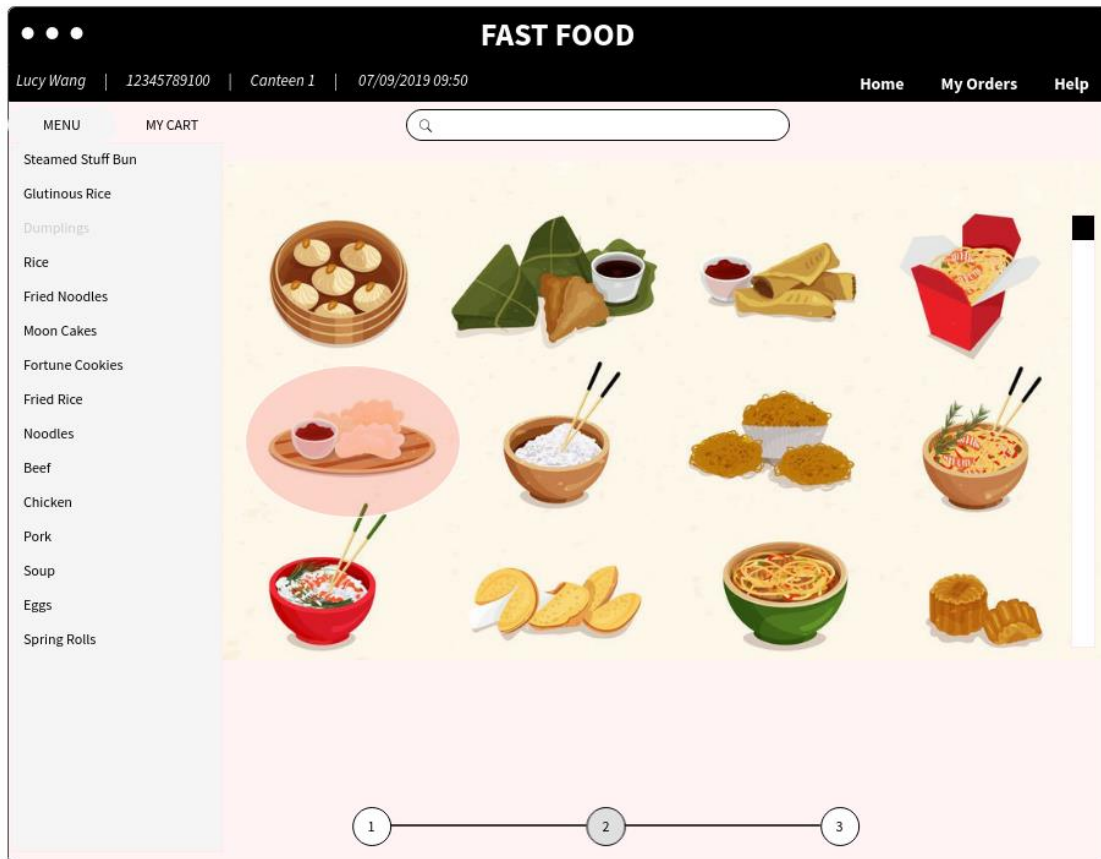 FAST FOOD
Lucy Wang | 12345789100 | Canteen 1 | 07/09/2019 09:50
Home My Orders Help
MENU MY CART
Steamed Stuff Bun
Glutinous Rice
Dumplings
Rice
Fried Noodles
Moon Cakes
Fortune Cookies
Fried Rice
Noodles
Beef
Chicken
Pork
Soup
Eggs
Spring Rolls
1 2 3